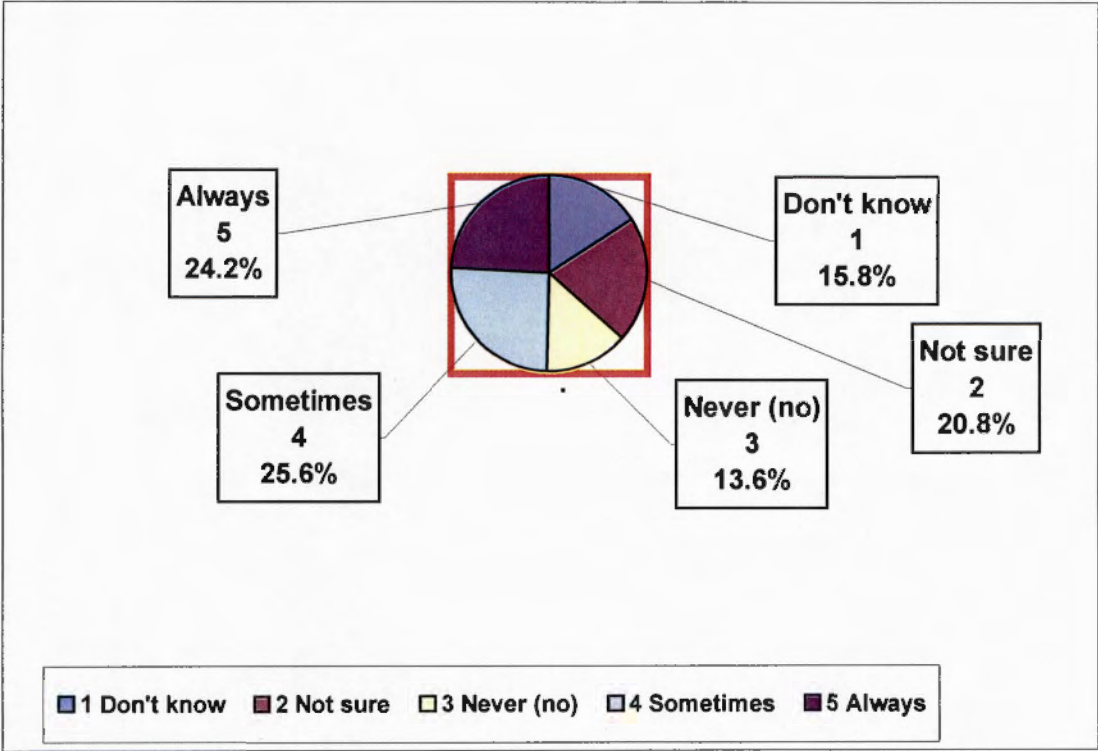 Always
5
24.2%
Don't know
1
15.8%
Not sure
2
20.8%
Sometimes
4
25.6%
Never (no)
3
13.6%
1 Don't know 2 Not sure 3 Never (no) 4 Sometimes 5 Always